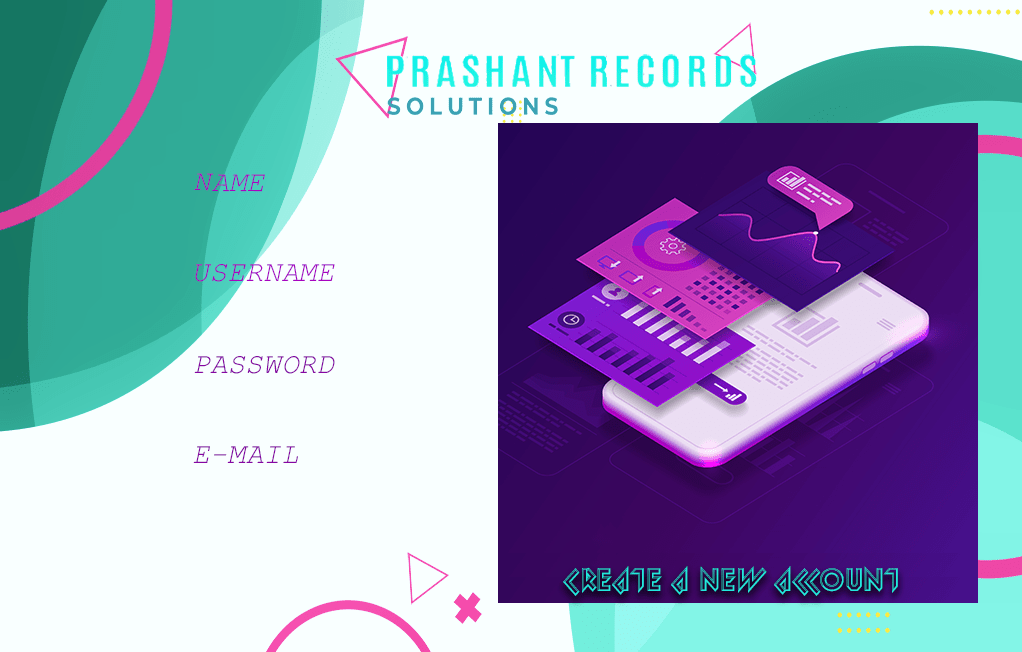 PRASHANT RECORDS
SOLUTIONS
NAME
USERNAME
PASSWORD
E-MAIL
CREATE A NEW ACCOUNT